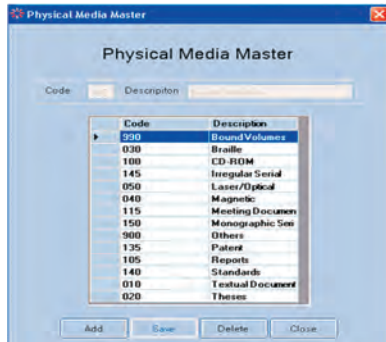 Physical Media Master
Physical Media Master
Code Descripiton
Code Description
990 Bound Volumes
030 Braille
100 CD-ROM
145 Irregular Serial
050 Laser/Optical
040 Magnetic
115 Meeting Documen
150 Monographic Seri
900 Others
135 Patent
105 Reports
140 Standards
010 Textual Document
020 Theses
Add Save Delete Close